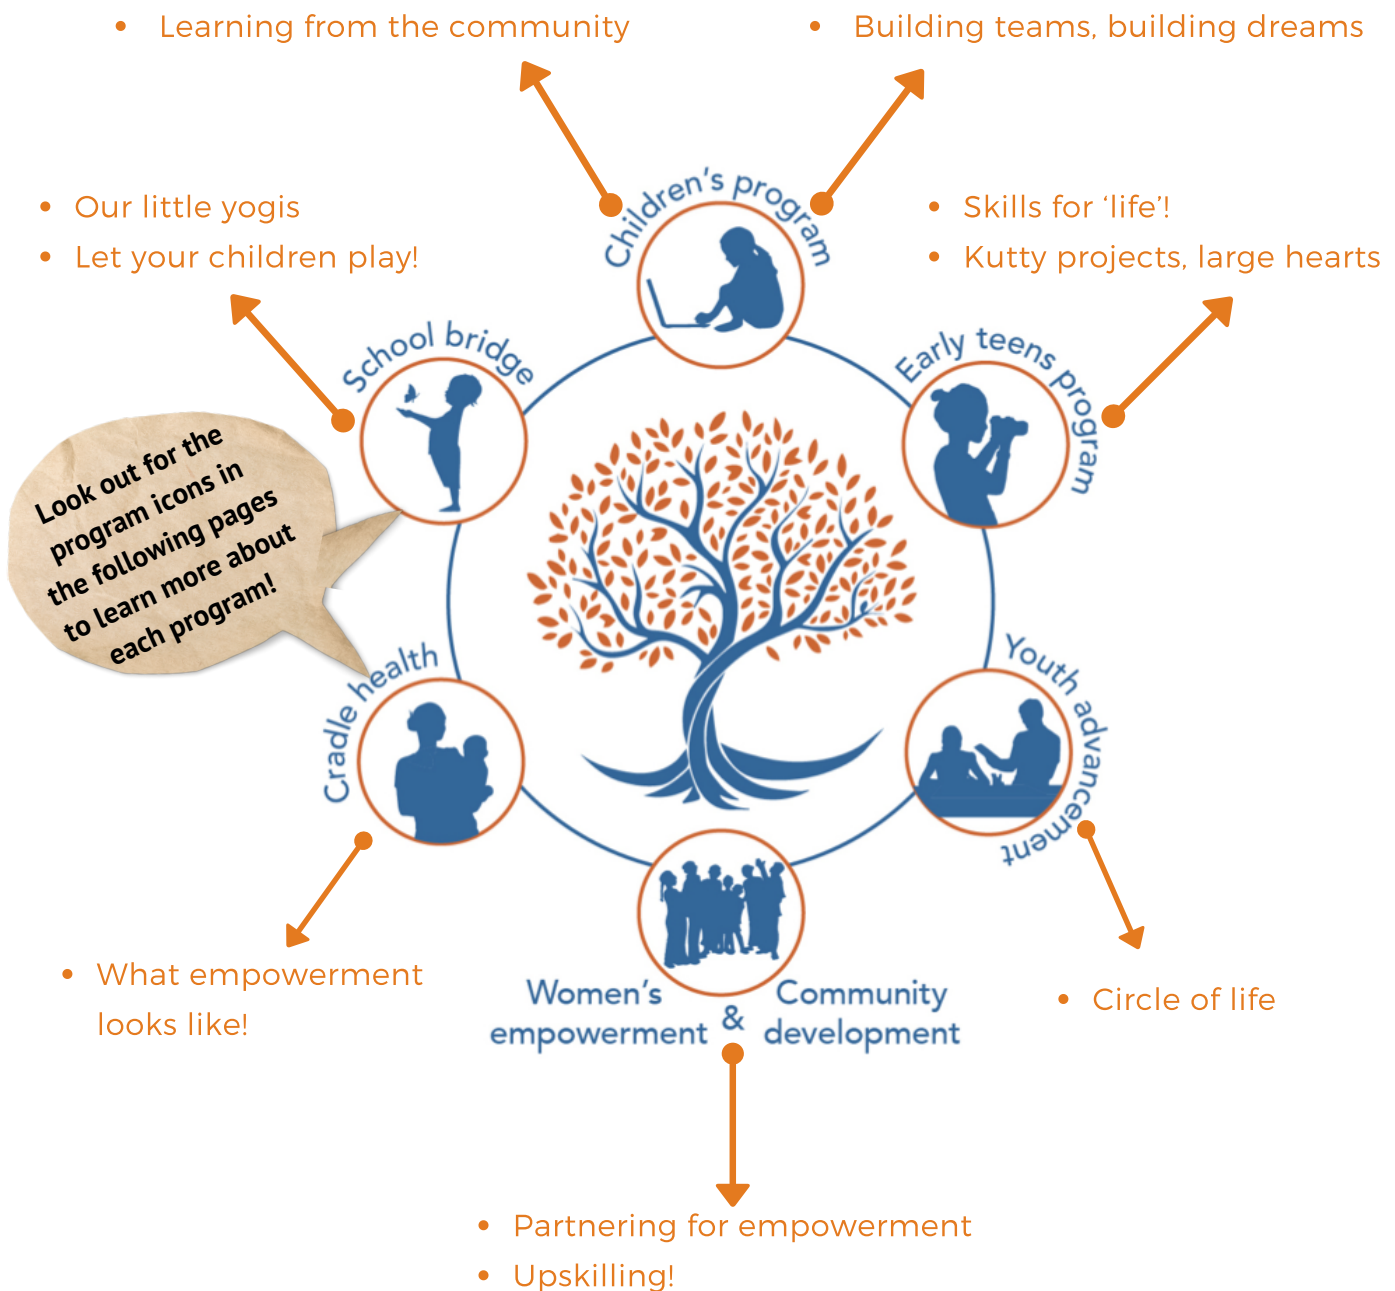 • Learning from the community
• Building teams, building dreams
• Our little yogis
• Let your children play!
• Skills for ‘life’!
• Kutty projects, large hearts
Children’s program
School bridge
Early teens program
Look out for the
program icons in
the following pages
to learn more about
each program!
Cradle health
Youth advancement
• What empowerment
looks like!
Women’s
empowerment
&
Community
development
• Circle of life
• Partnering for empowerment
• Upskilling!